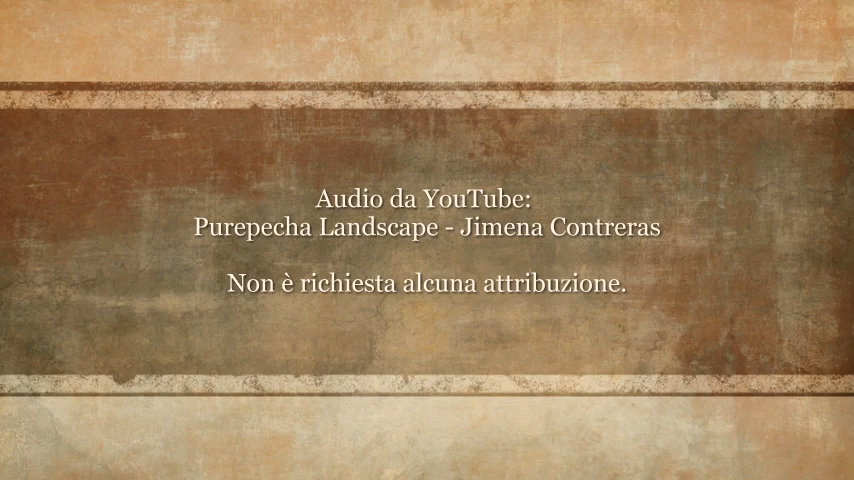 Audio da YouTube:
Purepecha Landscape - Jimena Contreras
Non è richiesta alcuna attribuzione.